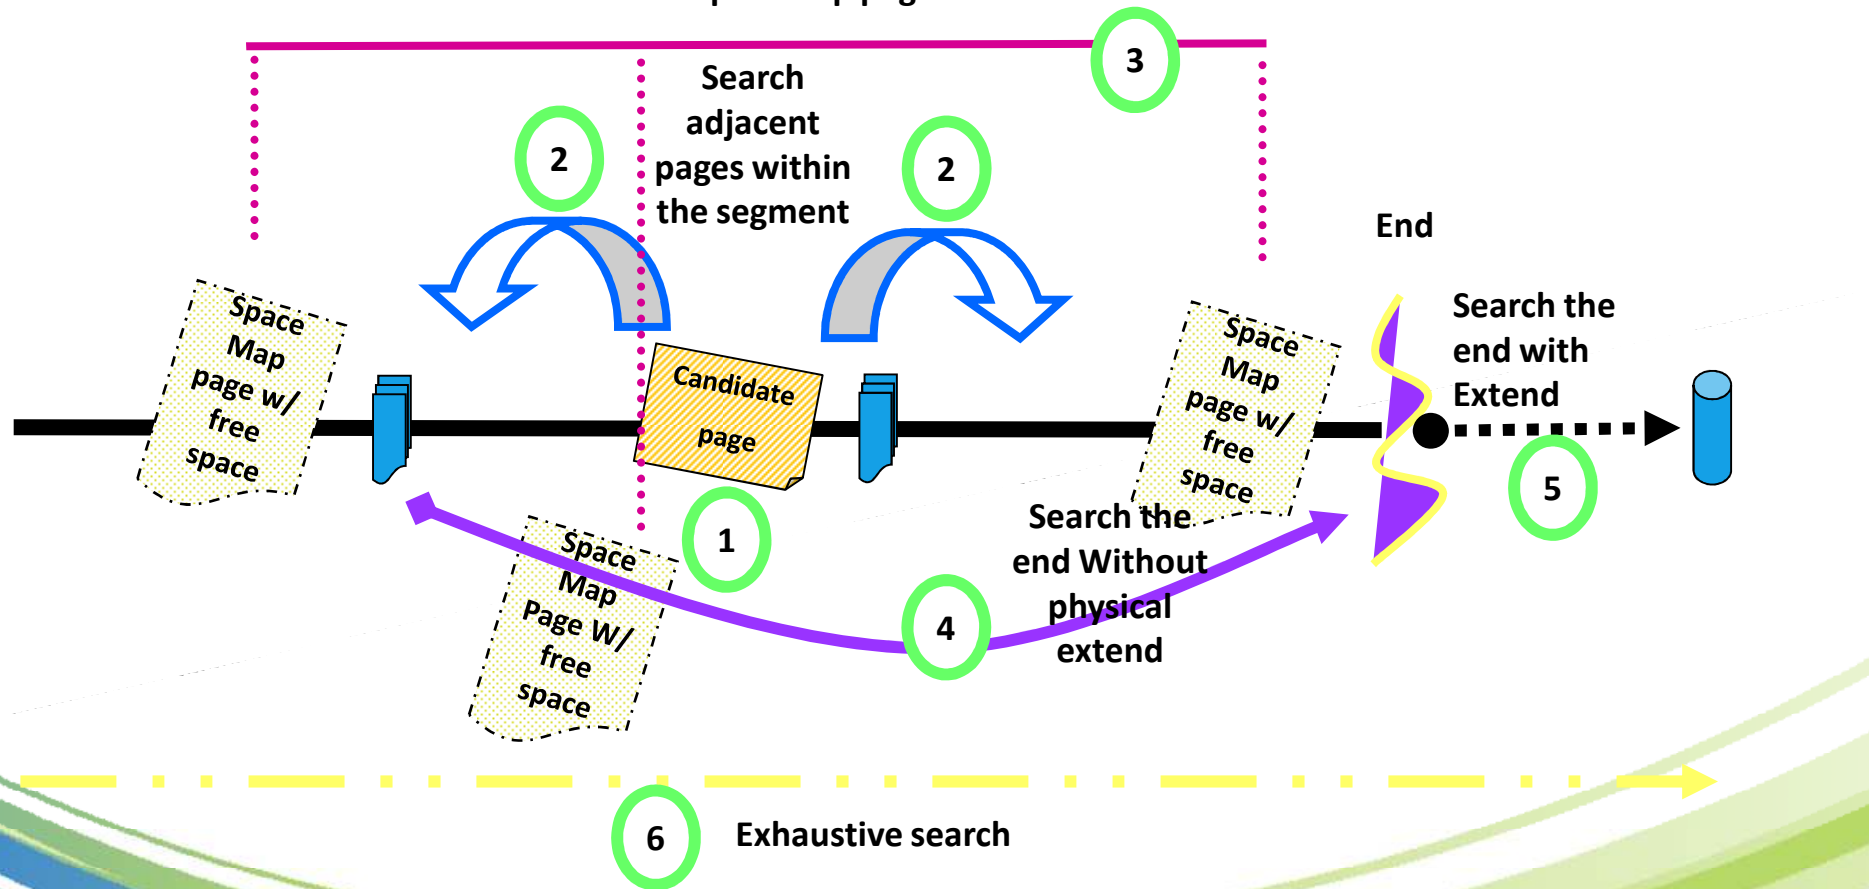 3
Search
adjacent
pages within
the segment
2
2
End
Space
Map
page w/
free
space
Candidate
page
Space
Map
page w/
free
space
Search the
end with
Extend
5
1
Space
Map
Page W/
free
space
Search the
end Without
physical
extend
4
6
Exhaustive search